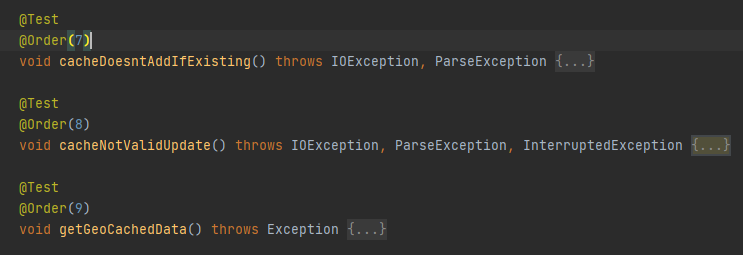 @Test
@Order(7)
void cacheDoesntAddIfExisting() throws IOException, ParseException {...}
@Test
@Order(8)
void cacheNotValidUpdate() throws IOException, ParseException, InterruptedException {...}
@Test
@Order(9)
void getGeoCachedData() throws Exception {...}